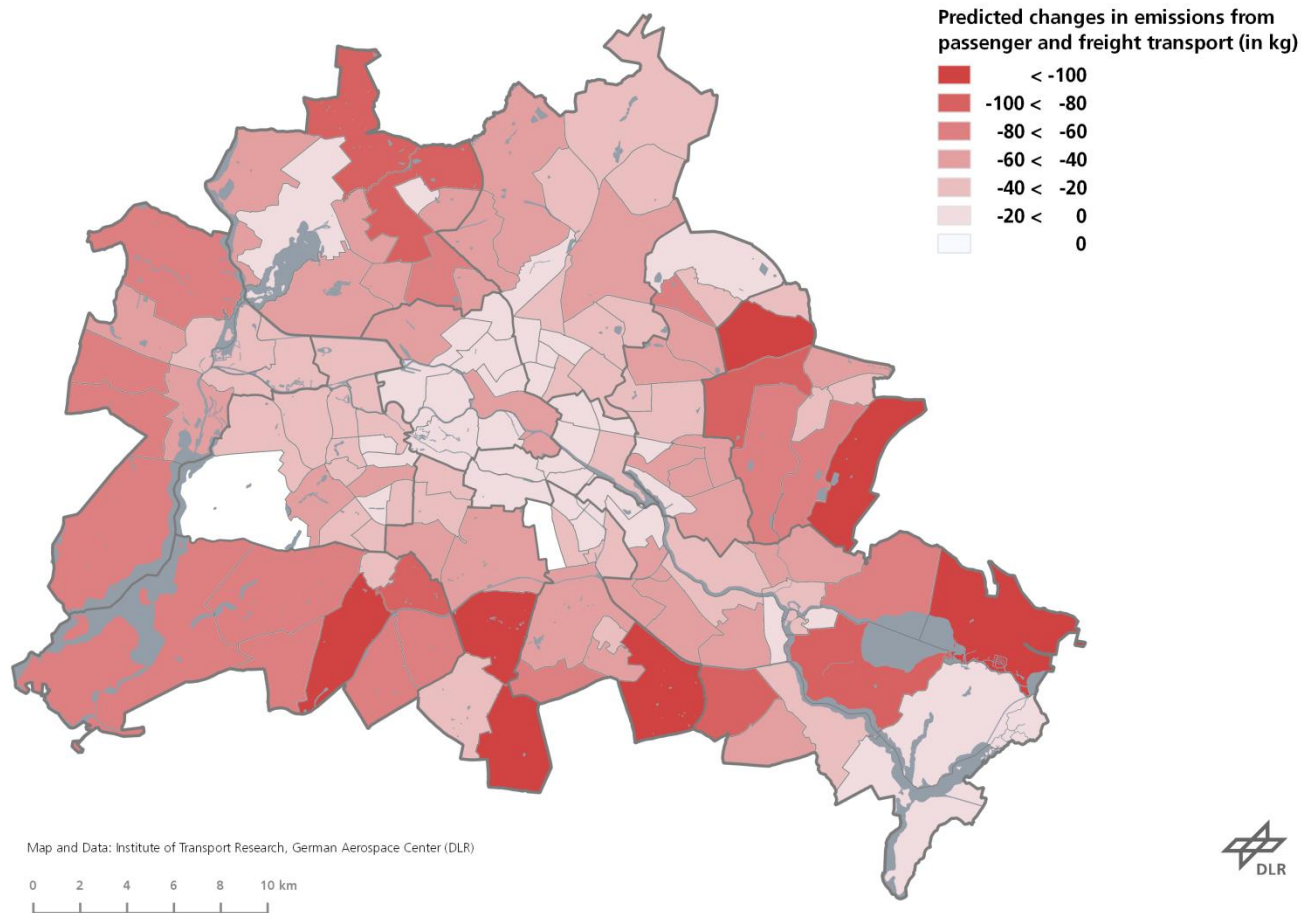 Predicted changes in emissions from
passenger and freight transport (in kg)
< -100
-100 < -80
-80 < -60
-60 < -40
-40 < -20
-20 < 0
0
Map and Data: Institute of Transport Research, German Aerospace Center (DLR)
0 2 4 6 8 10 km
DLR